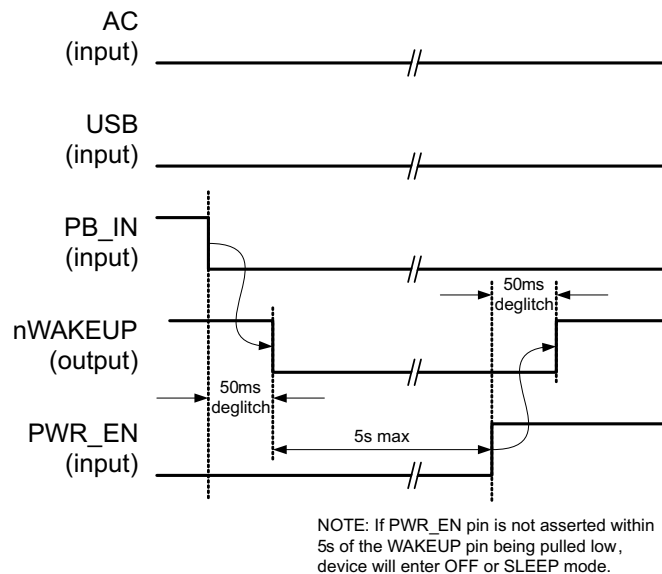 AC
(input)
USB
(input)
PB_IN
(input)
50ms
deglitch
nWAKEUP
(output)
50ms
deglitch
PWR_EN
(input)
5s max
NOTE: If PWR_EN pin is not asserted within
5s of the WAKEUP pin being pulled low,
device will enter OFF or SLEEP mode.